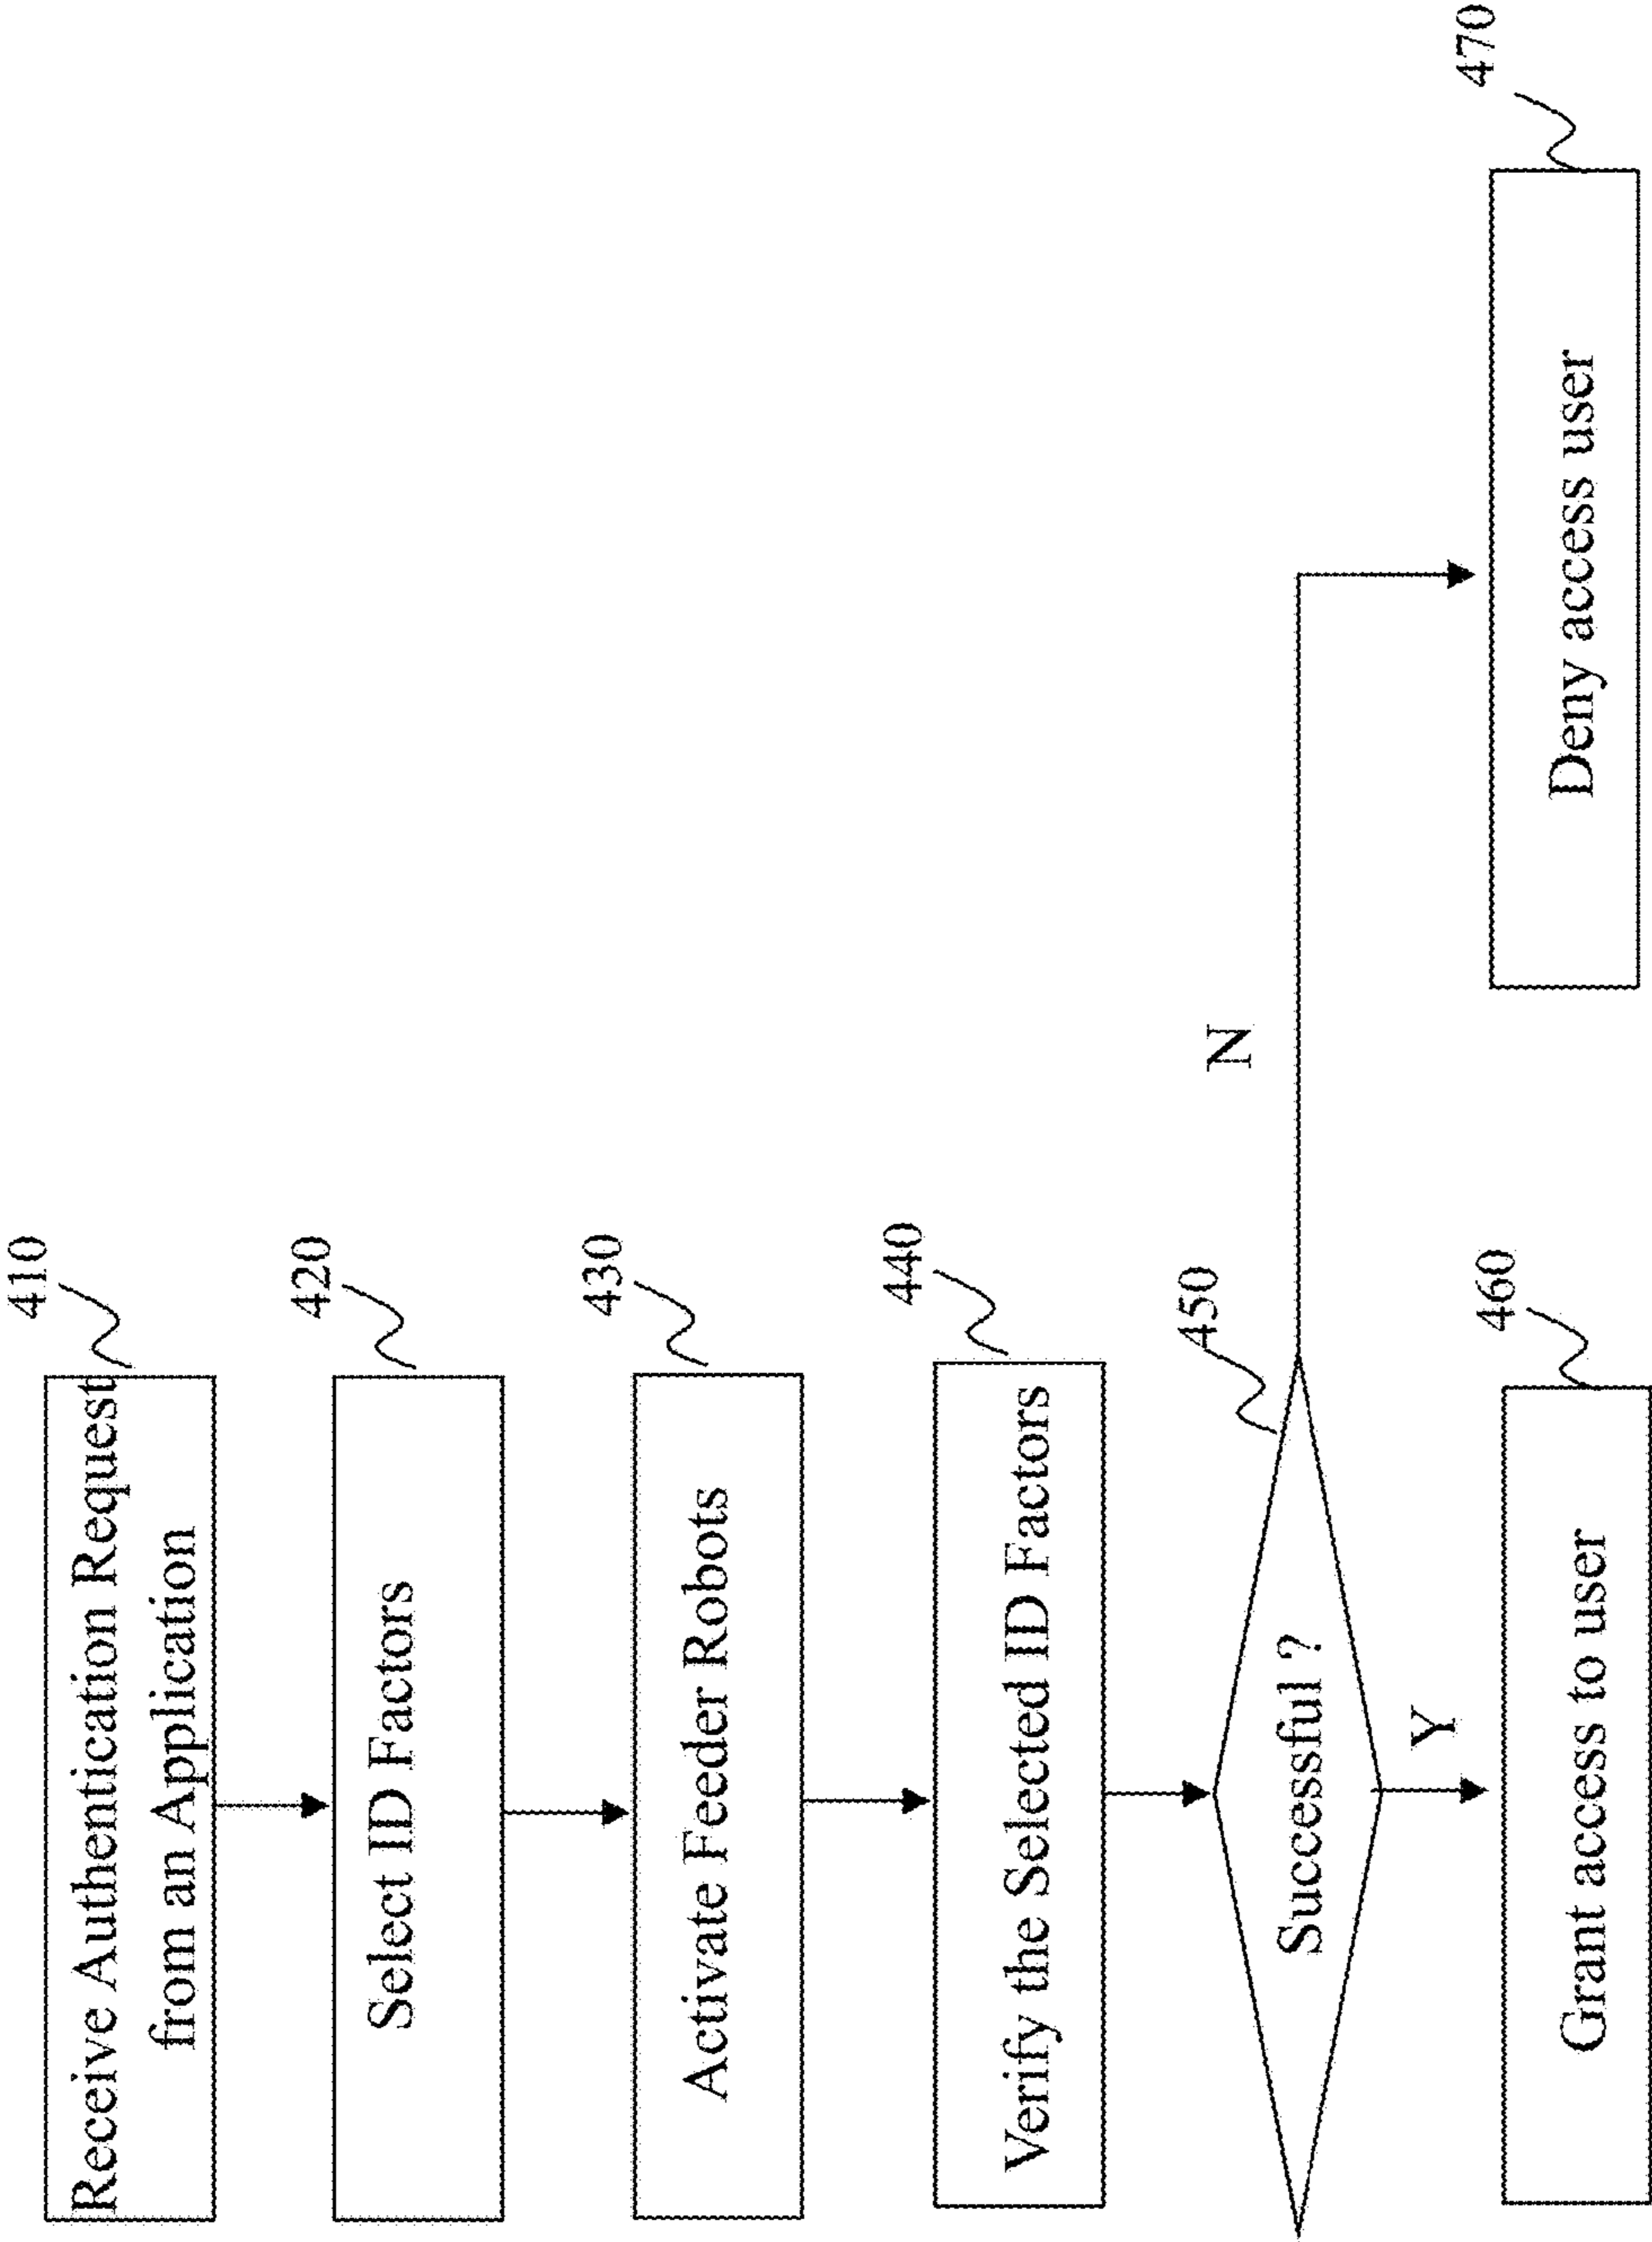 410
Receive Authentication Request
from an Application
420
Select ID Factors
430
Activate Feeder Robots
440
Verify the Selected ID Factors
450
Successful ?
N
Y
460
Grant access to user
470
Deny access user